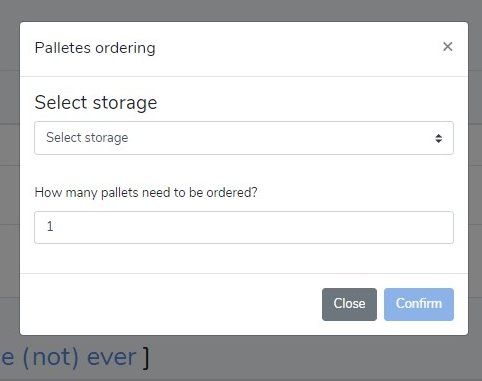 Palletes ordering ×
Select storage
Select storage
How many pallets need to be ordered?
1
Close Confirm
e (not) ever ]